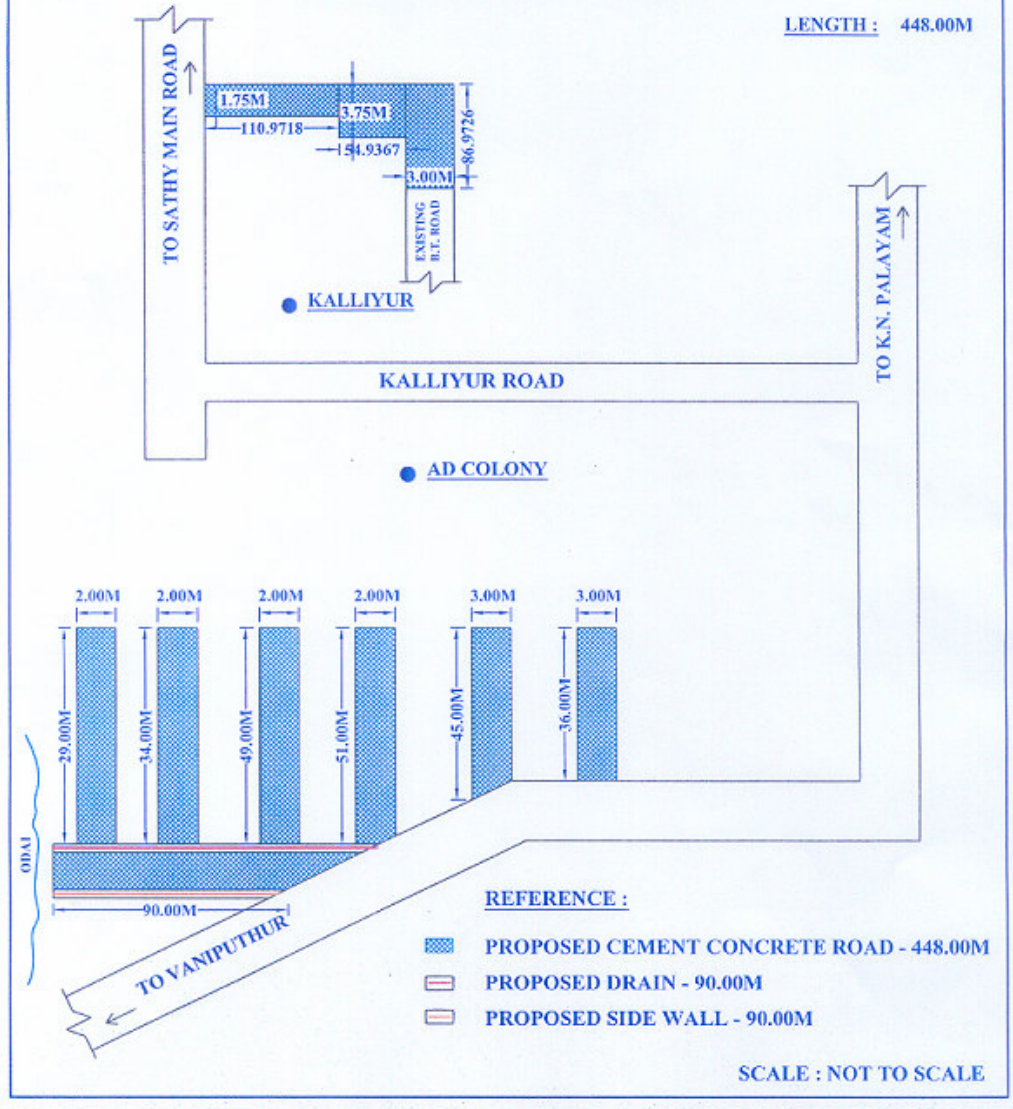 LENGTH : 448.00M
TO SATHY MAIN ROAD
1.75M
3.75M
110.9718
54.9367
86.9726
3.00M
EXISTING
B.T. ROAD
KALLIYUR
TO K.N. PALAYAM
KALLIYUR ROAD
AD COLONY
2.00M 2.00M 2.00M 2.00M 3.00M 3.00M
29.00M
34.00M
49.00M
51.00M
45.00M
36.00M
ODAI
90.00M
TO VANIPUTHUR
REFERENCE :
PROPOSED CEMENT CONCRETE ROAD - 448.00M
PROPOSED DRAIN - 90.00M
PROPOSED SIDE WALL - 90.00M
SCALE : NOT TO SCALE